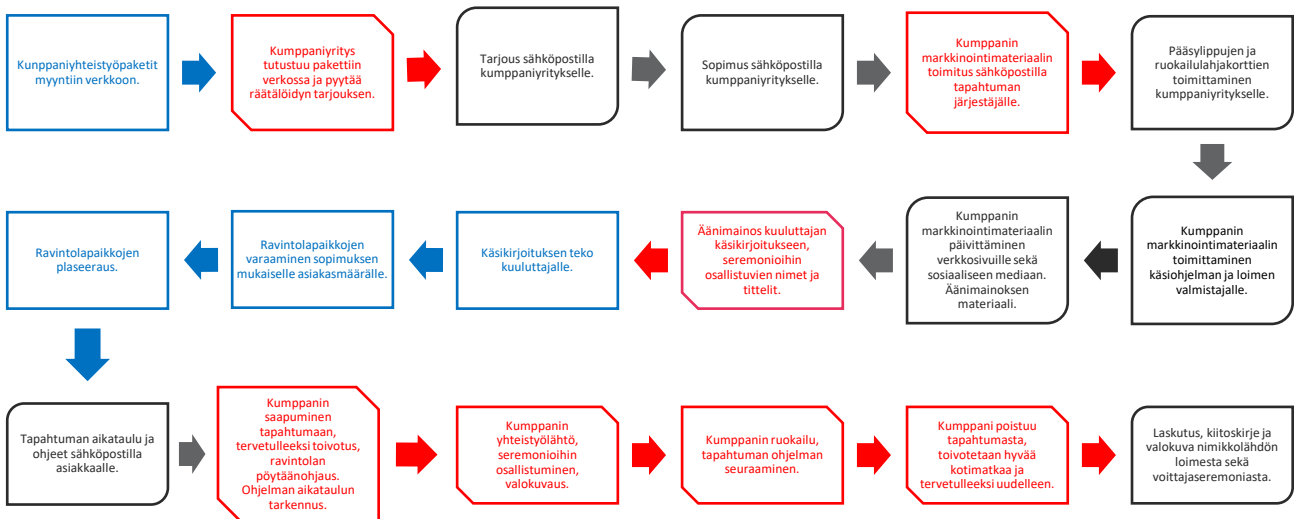 Kunppaniyhteistyöpaketit
myyntiin verkkoon.
Kumppaniyritys
tutustuu pakettiin
verkossa ja pyytää
räätälöidyn tarjouksen.
Tarjous sähköpostilla
kumppaniyritykselle.
Sopimus sähköpostilla
kumppaniyritykselle.
Kumppanin
markkinointimateriaalin
toimitus sähköpostilla
tapahtuman
järjestäjälle.
Pääsylippujen ja
ruokailulahjakorttien
toimittaminen
kumppaniyritykselle.
Kumppanin
markkinointimateriaalin
toimittaminen
käsiohjelman ja loimen
valmistajalle.
Kumppanin
markkinointimateriaalin
päivittäminen
verkkosivuille sekä
sosiaaliseen mediaan.
Äänimainoksen
materiaali.
Äänimainos kuuluttajan
käsikirjoitukseen,
seremonioihin
osallistuvien nimet ja
tittelit.
Käsikirjoituksen teko
kuuluttajalle.
Ravintolapaikkojen
varaaminen sopimuksen
mukaiselle asiakasmäärälle.
Ravintolapaikkojen
plaseeraus.
Tapahtuman aikataulu ja
ohjeet sähköpostilla
asiakkaalle.
Kumppanin
saapuminen
tapahtumaan,
tervetulleeksi toivotus,
ravintolan
pöytäänohjaus.
Ohjelman aikataulun
tarkennus.
Kumppanin
yhteistyölähtö,
seremonioihin
osallistuminen,
valokuvaus.
Kumppanin ruokailu,
tapahtuman ohjelman
seuraaminen.
Kumppani poistuu
tapahtumasta,
toivotetaan hyvää
kotimatkaa ja
tervetulleeksi uudelleen.
Laskutus, kiitoskirje ja
valokuva nimikkolähdön
loimesta sekä
voittajaseremoniasta.